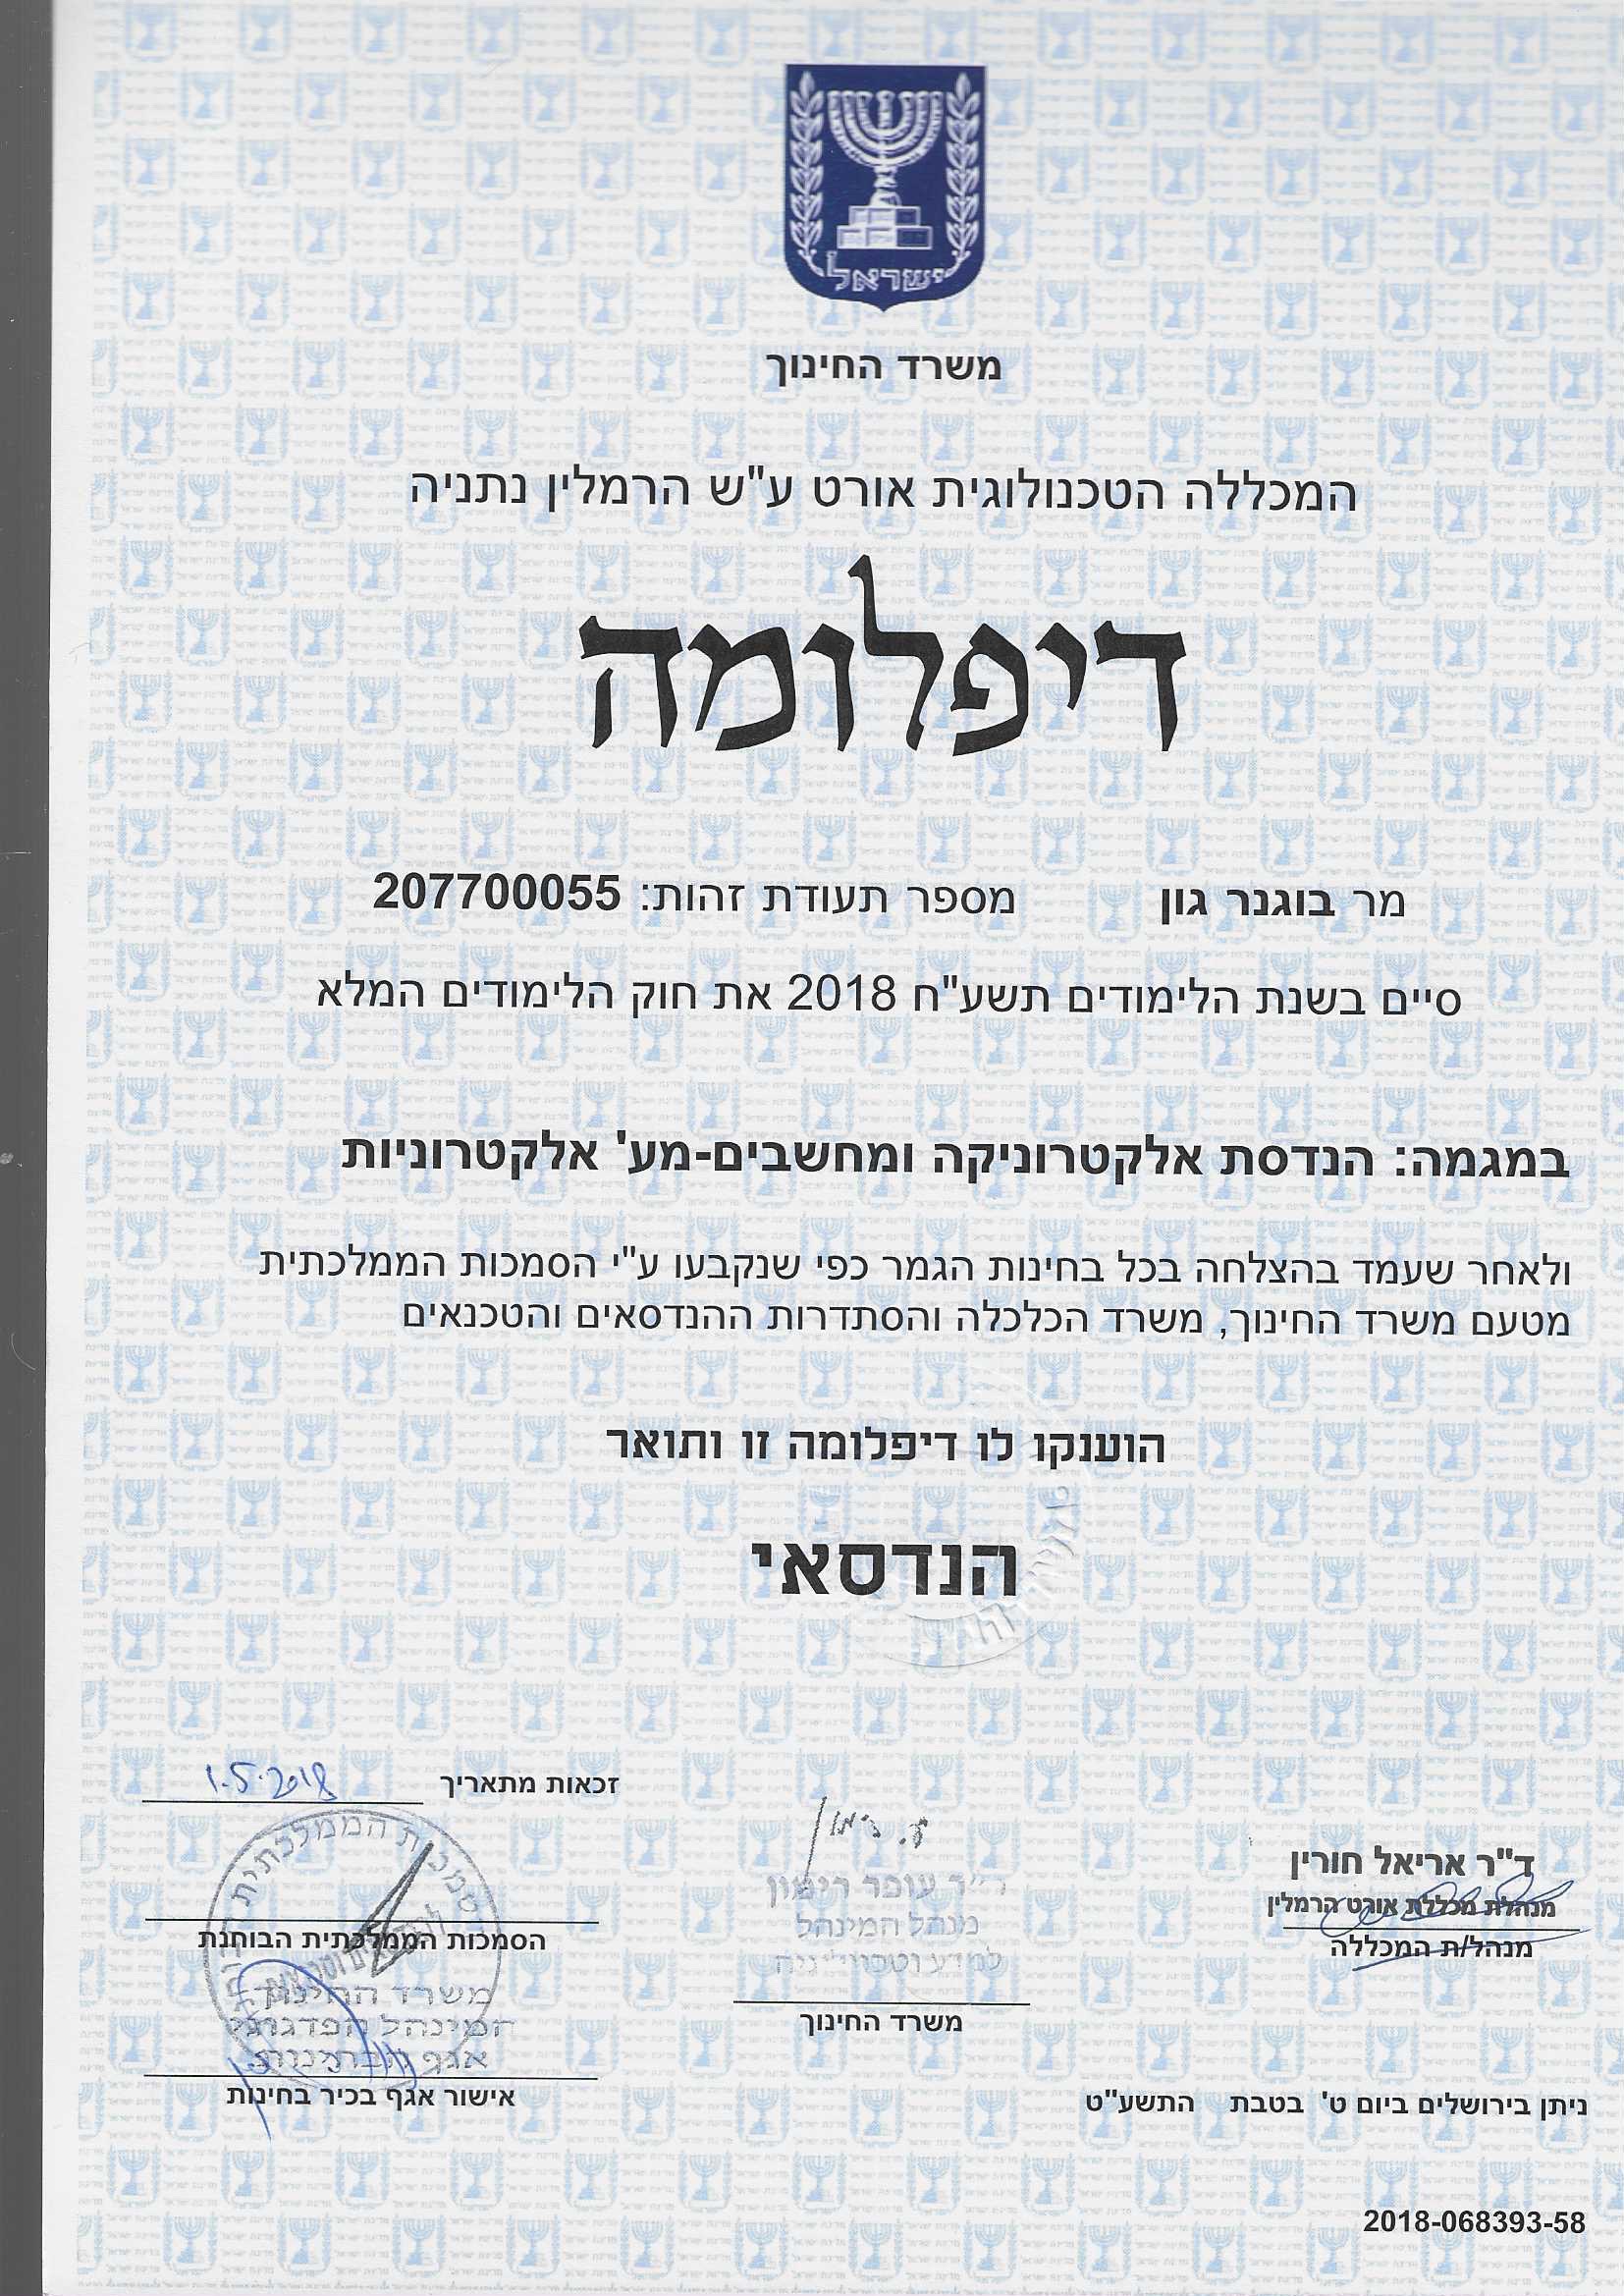 ישראל
משרד החינוך
המכללה הטכנולוגית אורט ע"ש הרמלין נתניה
דיפלומה
מר בוגנר גון מספר תעודת זהות: 207700055
סיים בשנת הלימודים תשע"ח 2018 את חוק הלימודים המלא
במגמה: הנדסת אלקטרוניקה ומחשבים-מע' אלקטרוניות
ולאחר שעמד בהצלחה בכל בחינות הגמר כפי שנקבעו ע"י הסמכות הממלכתית
מטעם משרד החינוך, משרד הכלכלה והסתדרות ההנדסאים והטכנאים
הוענקו לו דיפלומה זו ותואר
הנדסאי
זכאות מתאריך 1.5.2018
ד"ר אריאל חורין
מנהלת מכללת אורט הרמלין
מנהל/ת המכללה
ד"ר עופר רימון
מנהל המינהל
למדע וטכנולוגיה
משרד החינוך
הסמכות הממלכתית הבוחנת
משרד החינוך
המינהל הפדגוגי
אגף הבחינות
אישור אגף בכיר בחינות
ניתן בירושלים ביום ט' בטבת התשע"ט
2018-068393-58